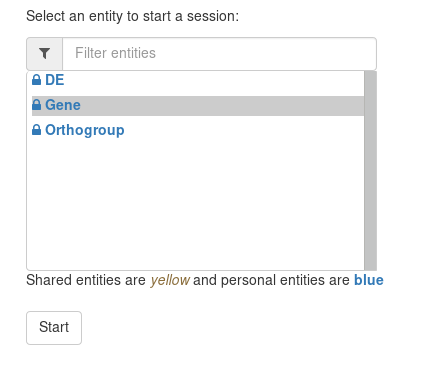 Select an entity to start a session:
Filter entities
DE
Gene
Orthogroup
Shared entities are yellow and personal entities are blue
Start